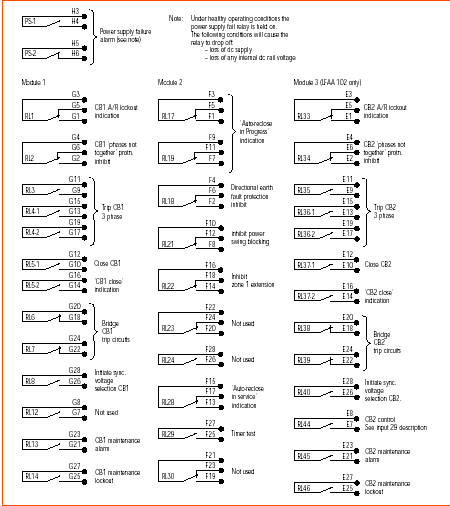 H3
PS-1 H4
Power supply failure
alarm (see note)
H5
PS-2 H6
Note: Under healthy operating conditions the
power supply fail relay is held on.
The following conditions will cause the
relay to drop off:
– loss of dc supply
– loss of any internal dc rail voltage
Module 1
G3
G5
RL1 G1
CB1 A/R lockout
indication
G4
G6
RL2 G2
CB1 'phases not
together' protn.
inhibit
G11
RL3 G9
G15
RL4-1 G13
G19
RL4-2 G17
Trip CB1
3 phase
G12
RL5-1 G10
Close CB1
G16
RL5-2 G14
'CB1 close'
indication
G20
RL6 G18
G24
RL7 G22
Bridge
CB1
trip circuits
G28
RL8 G26
Initiate sync.
voltage
selection CB1
G8
RL12 G7
Not used
G23
RL13 G21
CB1 maintenance
alarm
G27
RL14 G25
CB1 maintenance
lockout
Module 2
F3
F5
RL17 F1
F9
F11
RL19 F7
'Auto-reclose
in Progress'
indication
F4
F6
RL18 F2
Directional earth
fault protection
inhibit
F10
F12
RL21 F8
inhibit power
swing blocking
F16
F18
RL22 F14
Inhibit
zone 1 extension
F22
F24
RL23 F20
Not used
F28
RL24 F26
Not used
F15
F17
RL28 F13
'Auto-reclose
in service'
indication
F27
RL29 F25
Timer test
F21
F23
RL30 F19
Not used
Module 3 (LFAA 102 only)
E3
E5
RL33 E1
CB2 A/R lockout
indication
E4
E6
RL34 E2
CB2 'phases not
together' protn.
inhibit
E11
RL35 E9
E15
RL36-1 E13
E19
RL36-2 E17
Trip CB2
3 phase
E12
RL37-1 E10
Close CB2
E16
RL37-2 E14
'CB2 close'
indication
E20
RL38 E18
E24
RL39 E22
Bridge
CB2
trip circuits
E28
RL40 E26
Initiate sync.
voltage
selection CB2.
E8
RL44 E7
CB2 control
See input 29 description
E23
RL45 E21
CB2 maintenance
alarm
E27
RL46 E25
CB2 maintenance
lockout